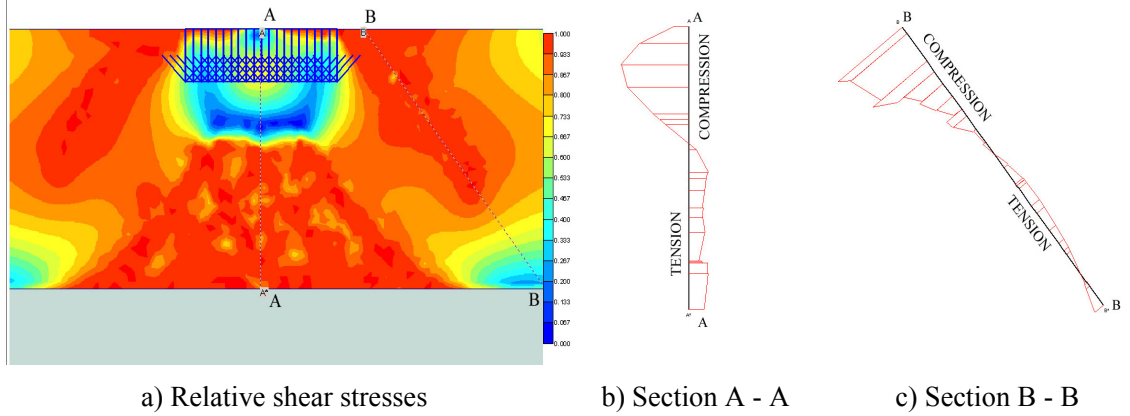 A
B
A
B
1.000
0.933
0.867
0.800
0.733
0.667
0.600
0.533
0.467
0.400
0.333
0.267
0.200
0.133
0.067
0.000
A*
A
B
A
A
COMPRESSION
TENSION
A*
A
B
B
COMPRESSION
TENSION
B*
B
a) Relative shear stresses
b) Section A - A
c) Section B - B